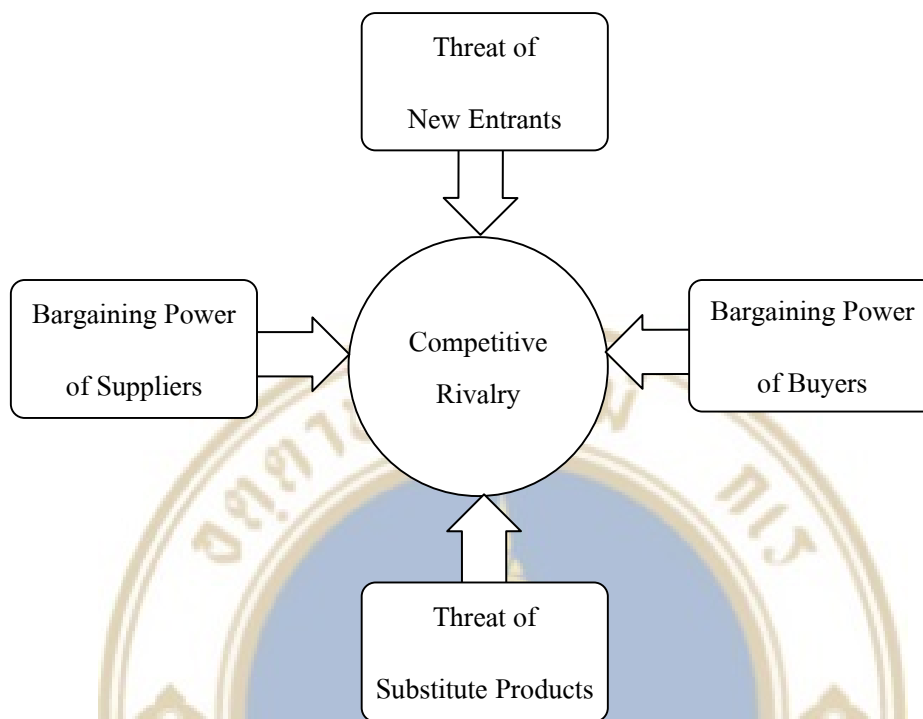 Threat of
New Entrants
Bargaining Power
of Suppliers
Competitive
Rivalry
Bargaining Power
of Buyers
Threat of
Substitute Products